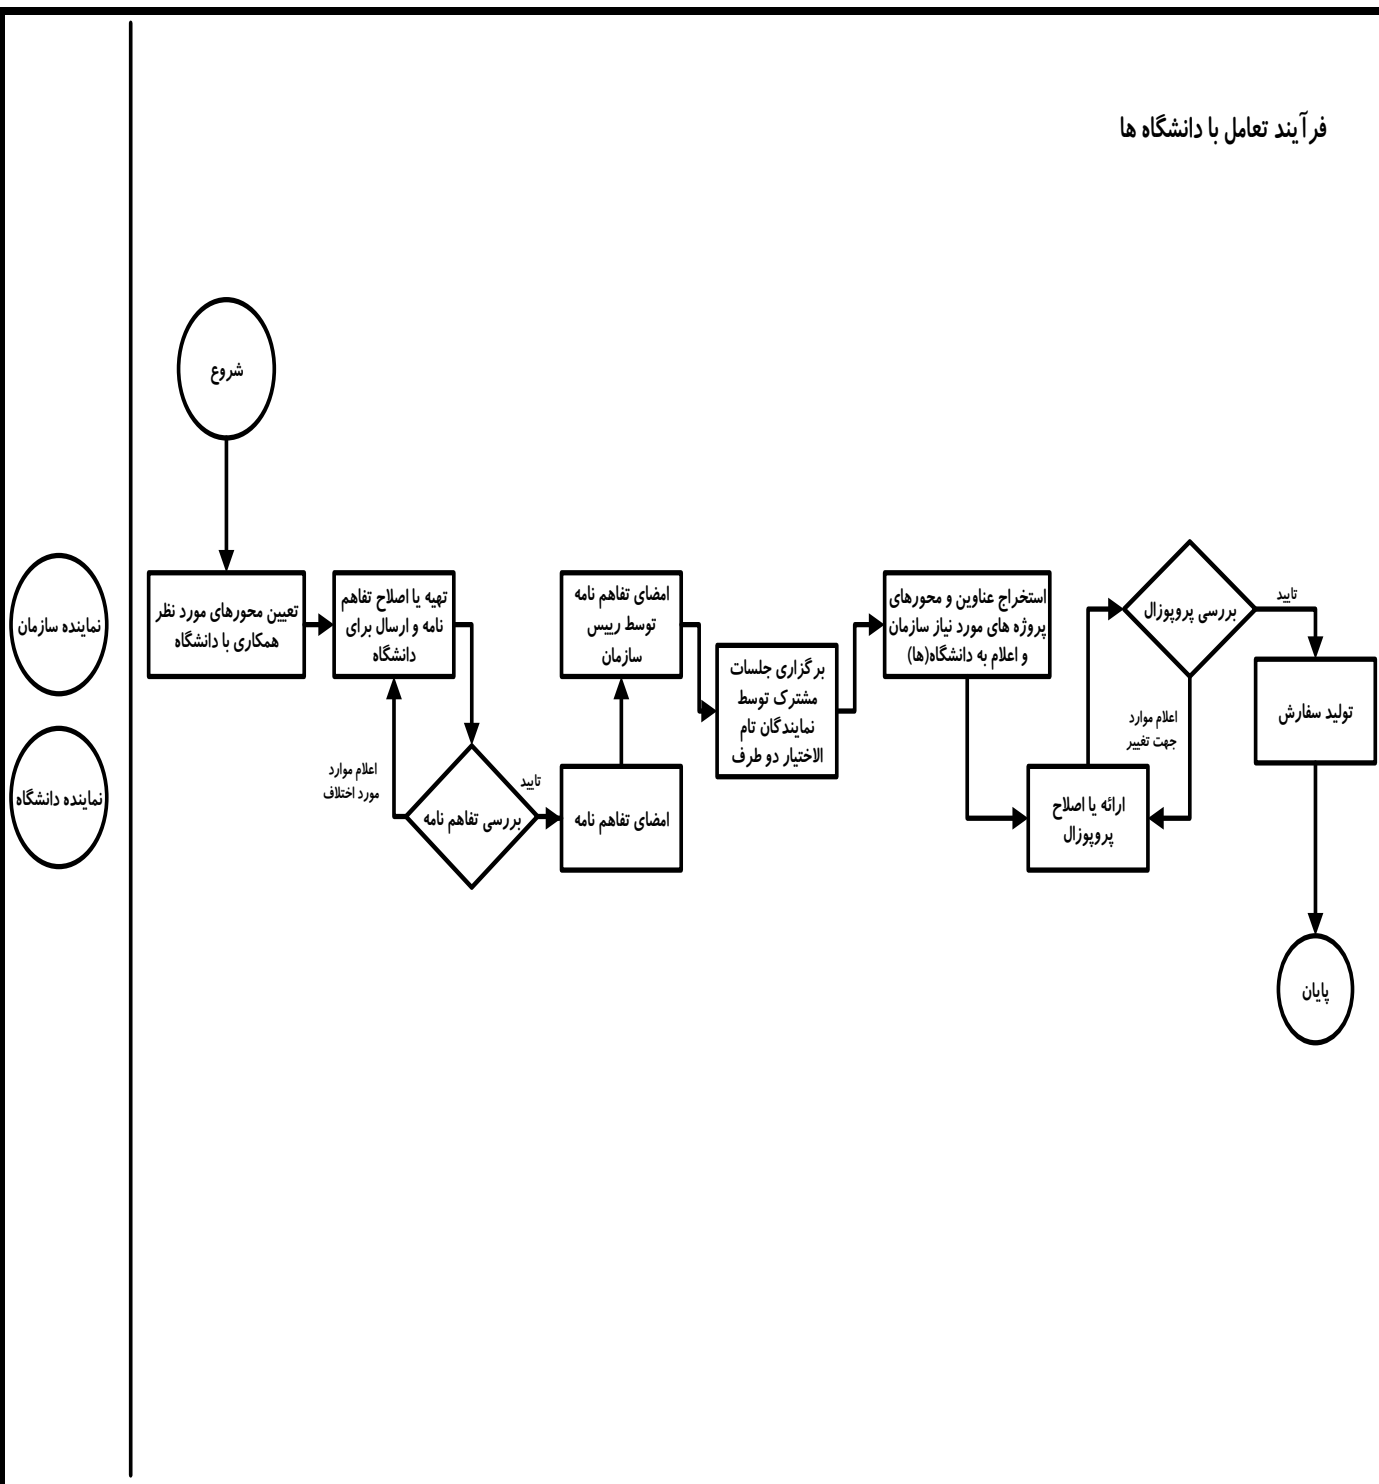 فرآیند تعامل با دانشگاه ها
شروع
نماینده سازمان
نماینده دانشگاه
تعیین محورهای مورد نظر
همکاری با دانشگاه
تهیه یا اصلاح تفاهم
نامه و ارسال برای
دانشگاه
اعلام موارد
مورد اختلاف
بررسی تفاهم نامه
تایید
امضای تفاهم نامه
امضای تفاهم نامه
توسط رییس
سازمان
برگزاری جلسات
مشترک توسط
نمایندگان تام
الاختیار دو طرف
استخراج عناوین و محورهای
پروژه های مورد نیاز سازمان
و اعلام به دانشگاه(ها)
ارائه یا اصلاح
پروپوزال
بررسی پروپوزال
اعلام موارد
جهت تغییر
تایید
تولید سفارش
پایان